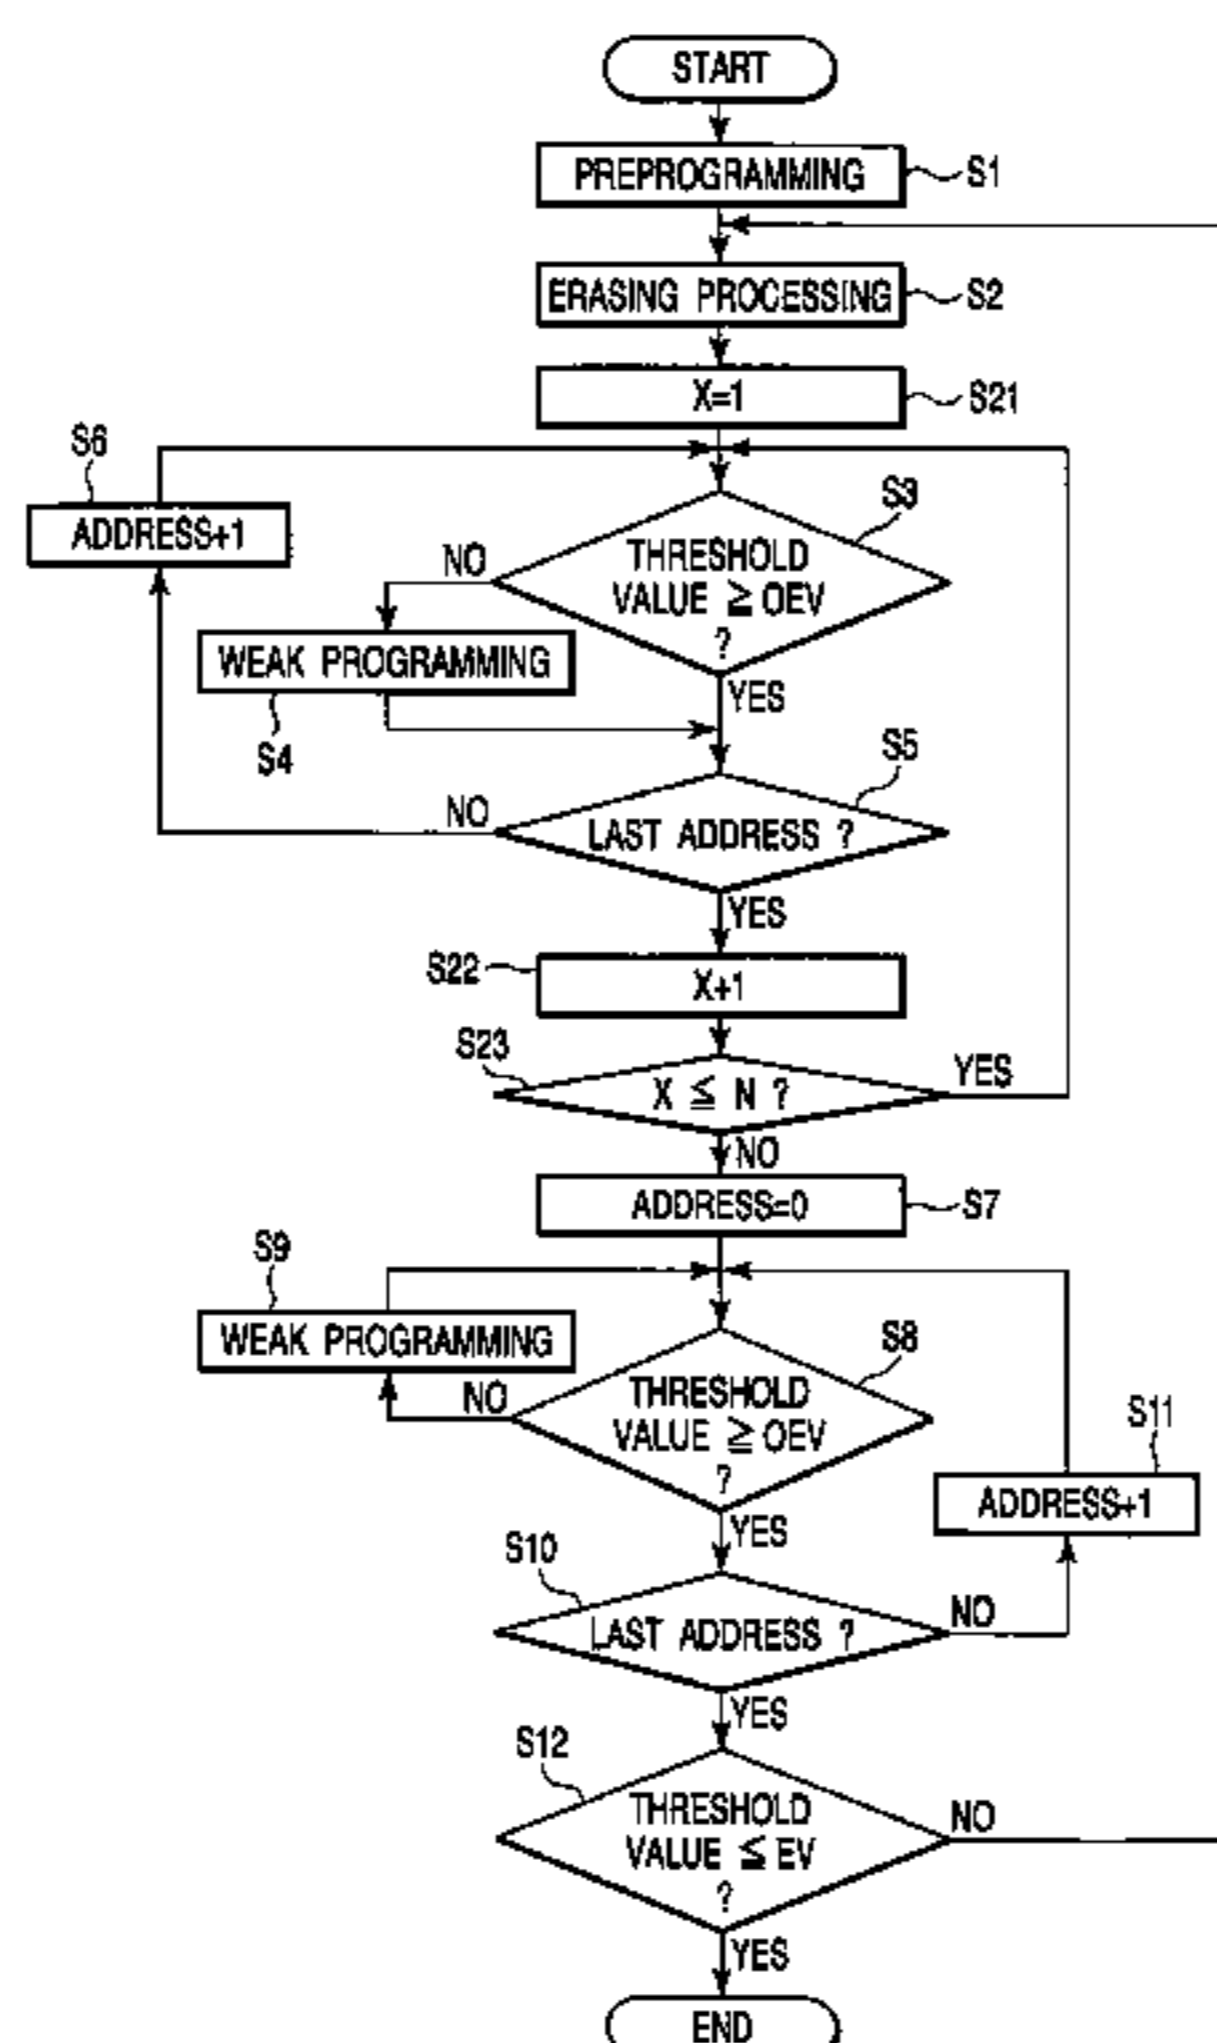 START
PREPROGRAMMING
S1
ERASING PROCESSING
S2
X=1
S21
S6
ADDRESS+1
S3
THRESHOLD
VALUE ≧ OEV
?
NO
WEAK PROGRAMMING
S4
YES
S5
NO
LAST ADDRESS ?
YES
S22
X+1
S23
X ≦ N ?
YES
NO
ADDRESS=0
S7
S9
WEAK PROGRAMMING
S8
NO
THRESHOLD
VALUE ≧ OEV
?
S11
ADDRESS+1
YES
S10
LAST ADDRESS ?
NO
YES
S12
THRESHOLD
VALUE ≦ EV
?
NO
YES
END